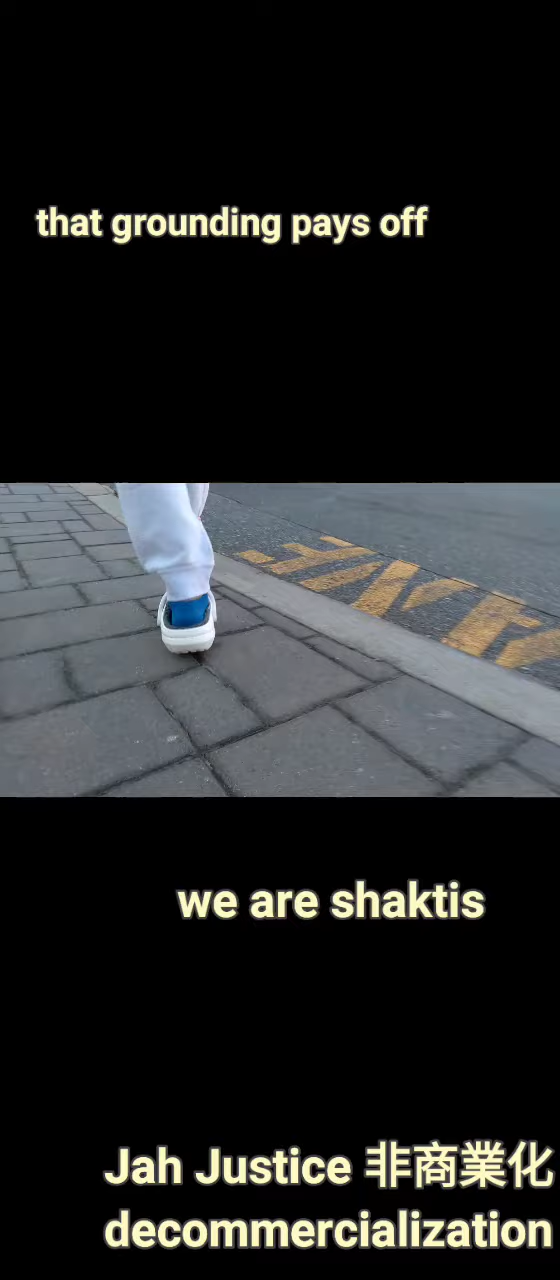 that grounding pays off
we are shaktis
Jah Justice 非商業化
decommercialization